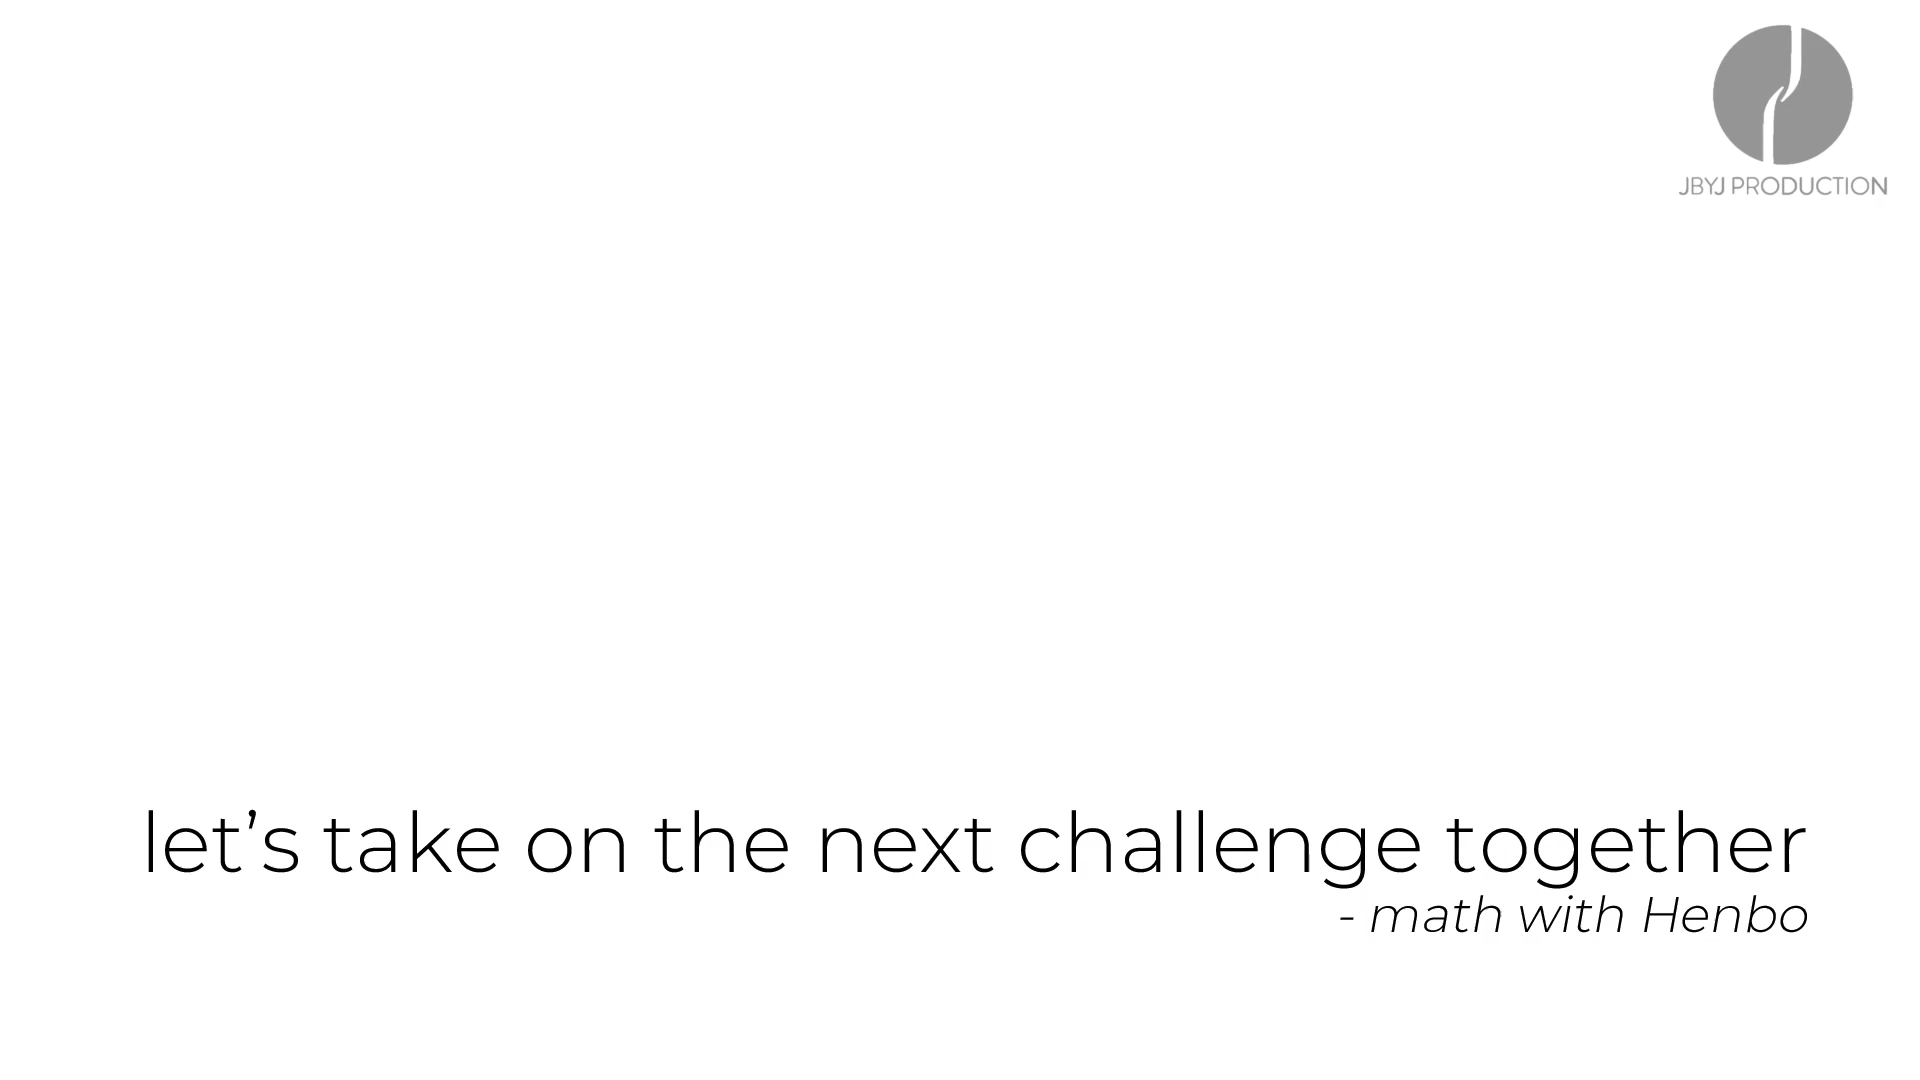 JBYJ PRODUCTION
let’s take on the next challenge together
- math with Henbo